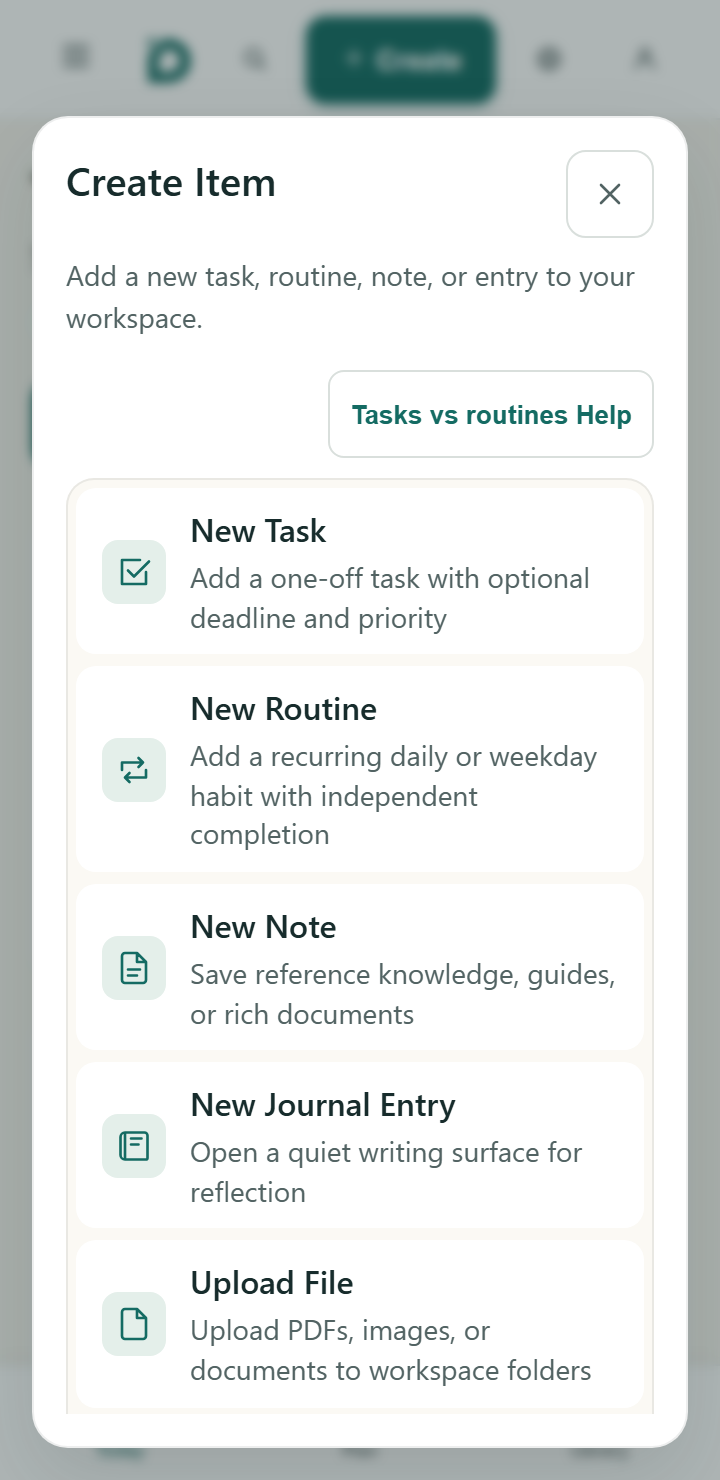 Create
Create Item
Add a new task, routine, note, or entry to your
workspace.
Tasks vs routines Help
New Task
Add a one-off task with optional
deadline and priority
New Routine
Add a recurring daily or weekday
habit with independent
completion
New Note
Save reference knowledge, guides,
or rich documents
New Journal Entry
Open a quiet writing surface for
reflection
Upload File
Upload PDFs, images, or
documents to workspace folders